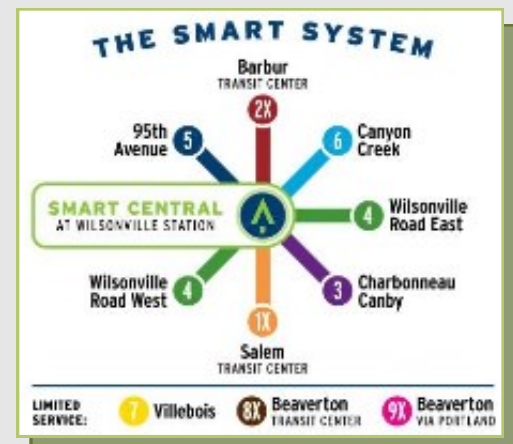 THE SMART SYSTEM
Barbur
TRANSIT CENTER
2X
95th
Avenue
5
6
Canyon
Creek
SMART CENTRAL
AT WILSONVILLE STATION
4
Wilsonville
Road East
Wilsonville
Road West
4
3
Charbonneau
Canby
1X
Salem
TRANSIT CENTER
LIMITED
SERVICE:
7
Villebois
8X
Beaverton
TRANSIT CENTER
9X
Beaverton
VIA PORTLAND